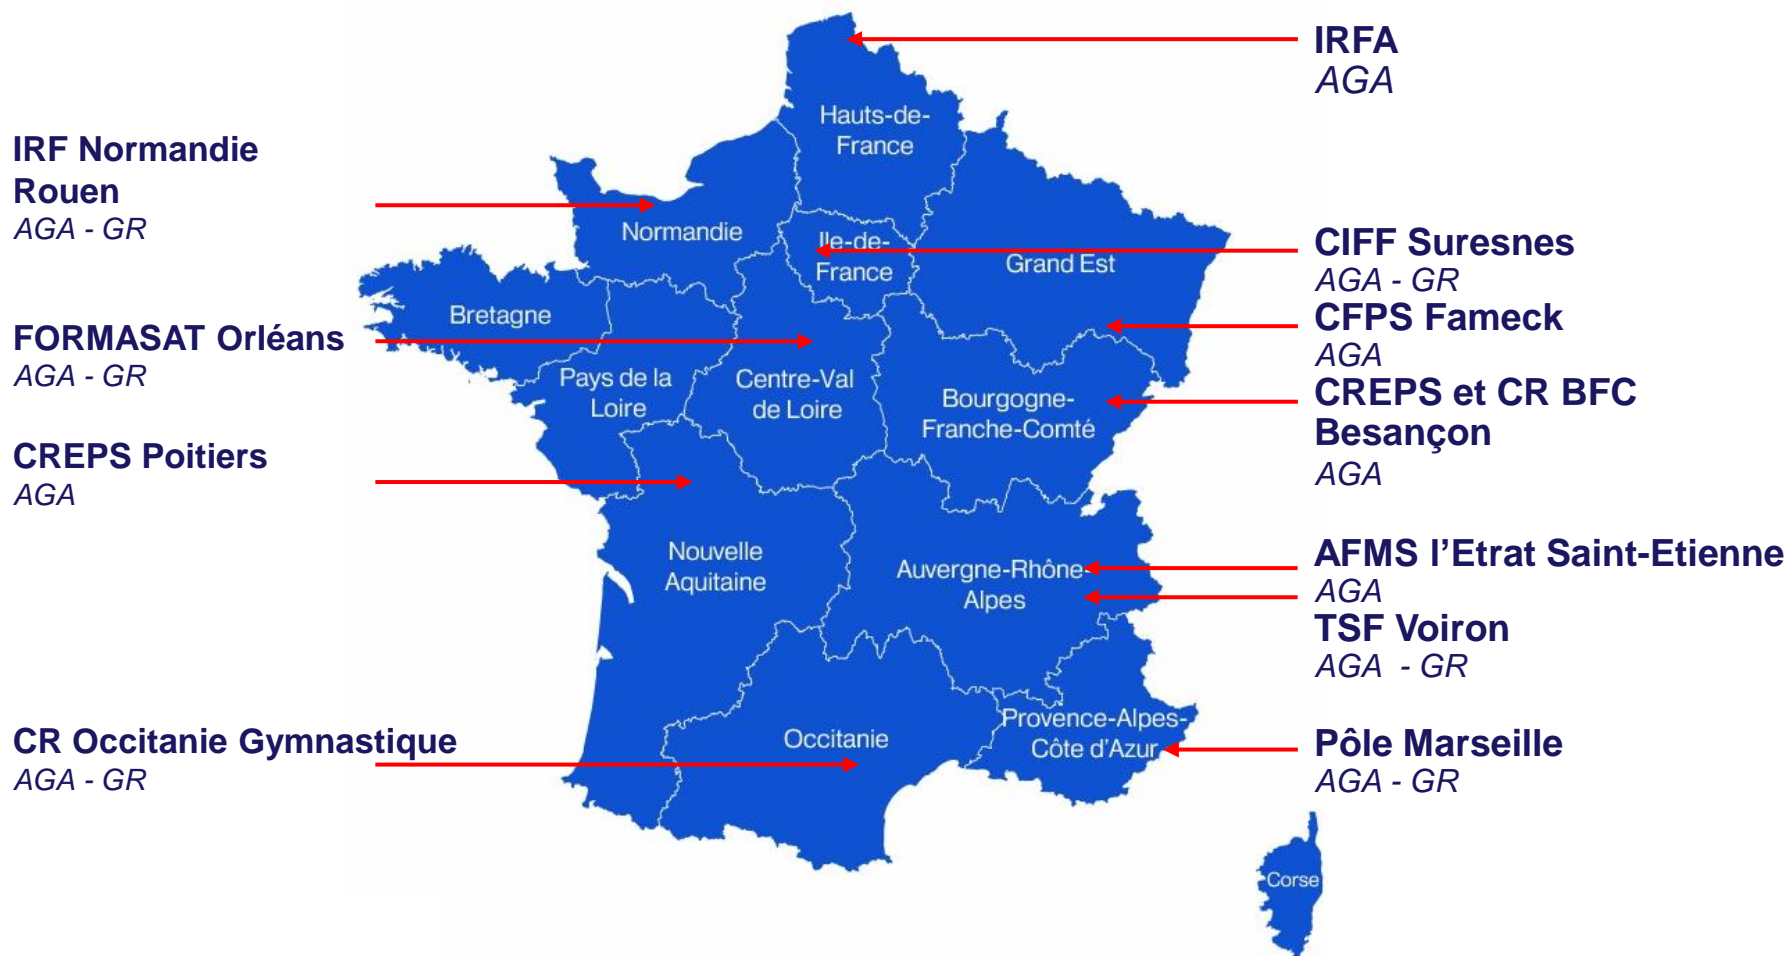 IRF Normandie
Rouen
AGA - GR
FORMASAT Orléans
AGA - GR
CREPS Poitiers
AGA
CR Occitanie Gymnastique
AGA - GR
Hauts-de-
France
Normandie
Ile-de-
France
Grand Est
Bretagne
Pays de la
Loire
Centre-Val
de Loire
Bourgogne-
Franche-Comté
Nouvelle
Aquitaine
Auvergne-Rhône-
Alpes
Occitanie
Provence-Alpes-
Côte d'Azur
Corse
IRFA
AGA
CIFF Suresnes
AGA - GR
CFPS Fameck
AGA
CREPS et CR BFC
Besançon
AGA
AFMS l’Etrat Saint-Etienne
AGA
TSF Voiron
AGA  - GR
Pôle Marseille
AGA - GR